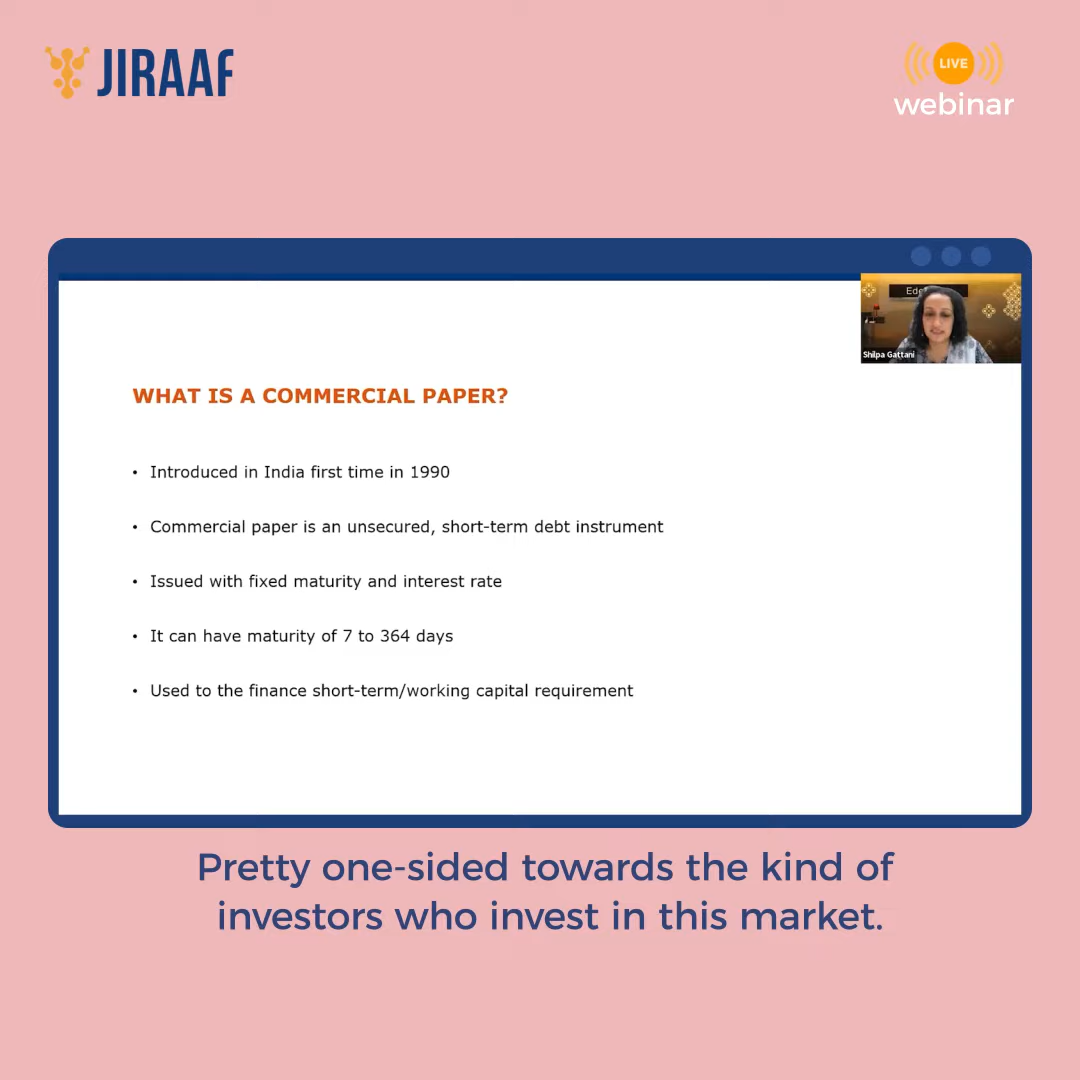 JIRAAF
LIVE
webinar
Shilpa Gattani
WHAT IS A COMMERCIAL PAPER?
• Introduced in India first time in 1990
• Commercial paper is an unsecured, short-term debt instrument
• Issued with fixed maturity and interest rate
• It can have maturity of 7 to 364 days
• Used to the finance short-term/working capital requirement
Pretty one-sided towards the kind of
investors who invest in this market.